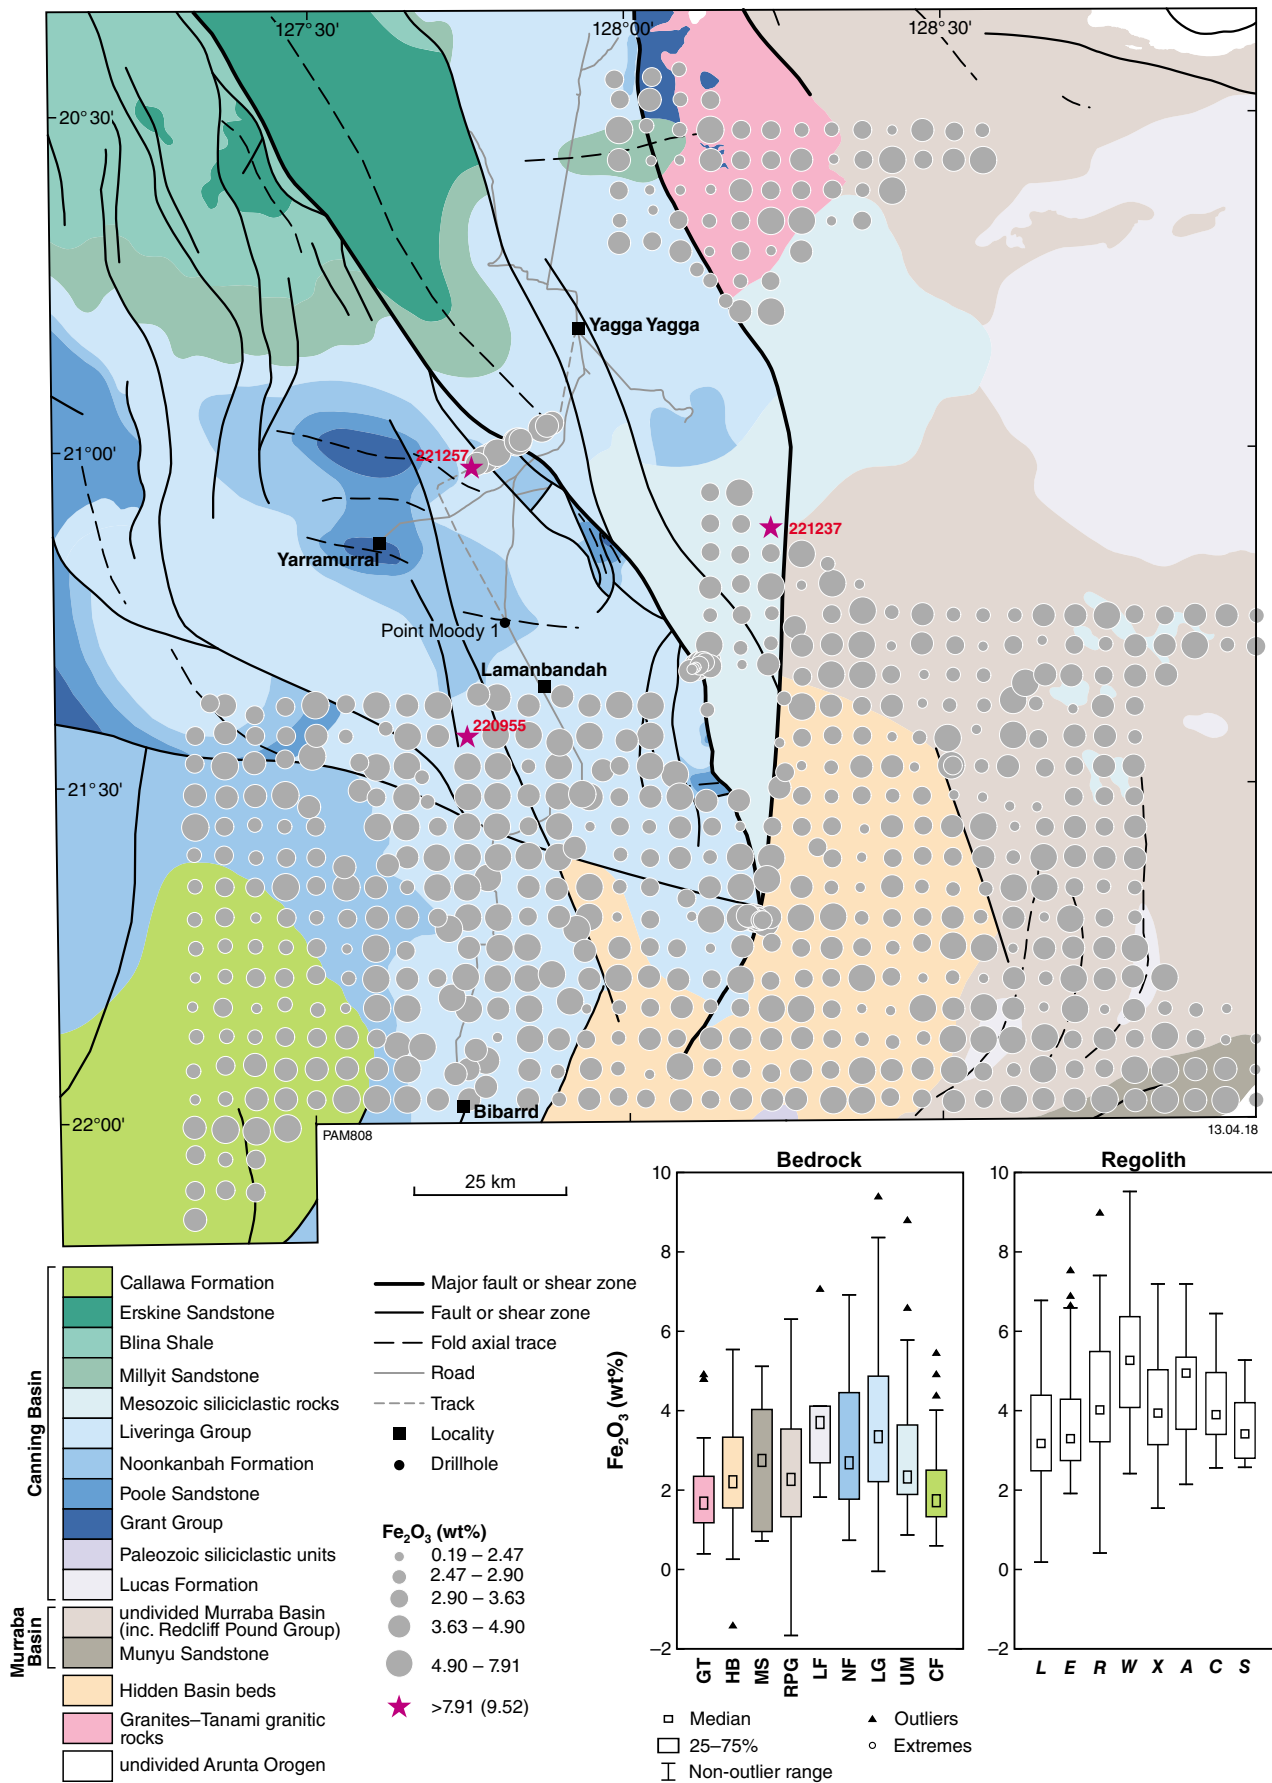 127°30'
128°00'
128°30'
20°30'
Yagga Yagga
21°00'
221257
221237
Yarramurral
Point Moody 1
Lamanbandah
220955
21°30'
Bibarrd
22°00'
PAM808
13.04.18
25 km
Canning Basin
Callawa Formation
Erskine Sandstone
Blina Shale
Millyit Sandstone
Mesozoic siliciclastic rocks
Liveringa Group
Noonkanbah Formation
Poole Sandstone
Grant Group
Paleozoic siliciclastic units
Lucas Formation
Murraba
Basin
undivided Murraba Basin
(inc. Redcliff Pound Group)
Munyu Sandstone
Hidden Basin beds
Granites–Tanami granitic
rocks
undivided Arunta Orogen
Major fault or shear zone
Fault or shear zone
Fold axial trace
Road
Track
Locality
Drillhole
Fe₂O₃ (wt%)
0.19 – 2.47
2.47 – 2.90
2.90 – 3.63
3.63 – 4.90
4.90 – 7.91
>7.91 (9.52)
Bedrock
Fe₂O₃ (wt%)
10
8
6
4
2
0
–2
GT HB MS RPG LF NF LG UM CF
Regolith
10
8
6
4
2
0
–2
L E R W X A C S
Median
25–75%
Non-outlier range
Outliers
Extremes